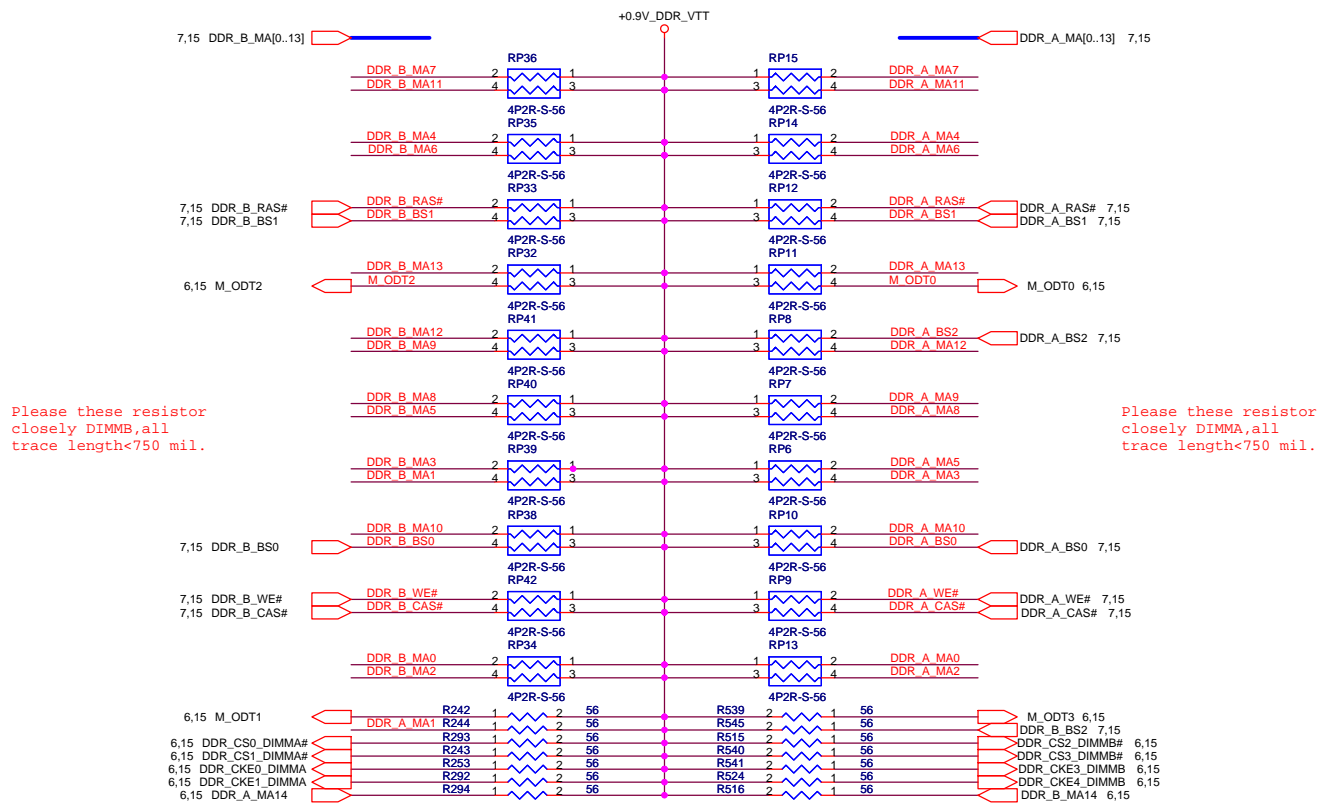 +0.9V_DDR_VTT
7,15 DDR_B_MA[0..13]
DDR_A_MA[0..13] 7,15
RP36 RP15
DDR_B_MA7 2 1 1 2 DDR_A_MA7
DDR_B_MA11 4 3 3 4 DDR_A_MA11
4P2R-S-56 4P2R-S-56
RP35 RP14
DDR_B_MA4 2 1 1 2 DDR_A_MA4
DDR_B_MA6 4 3 3 4 DDR_A_MA6
4P2R-S-56 4P2R-S-56
RP33 RP12
7,15 DDR_B_RAS# DDR_B_RAS# 2 1 1 2 DDR_A_RAS# DDR_A_RAS# 7,15
7,15 DDR_B_BS1 DDR_B_BS1 4 3 3 4 DDR_A_BS1 DDR_A_BS1 7,15
4P2R-S-56 4P2R-S-56
RP32 RP11
DDR_B_MA13 2 1 1 2 DDR_A_MA13
6,15 M_ODT2 M_ODT2 4 3 3 4 M_ODT0 M_ODT0 6,15
4P2R-S-56 4P2R-S-56
RP41 RP8
DDR_B_MA12 2 1 1 2 DDR_A_BS2 DDR_A_BS2 7,15
DDR_B_MA9 4 3 3 4 DDR_A_MA12
4P2R-S-56 4P2R-S-56
RP40 RP7
DDR_B_MA8 2 1 1 2 DDR_A_MA9
DDR_B_MA5 4 3 3 4 DDR_A_MA8
Please these resistor
closely DIMMB,all
trace length<750 mil.
Please these resistor
closely DIMMA,all
trace length<750 mil.
4P2R-S-56 4P2R-S-56
RP39 RP6
DDR_B_MA3 2 1 1 2 DDR_A_MA5
DDR_B_MA1 4 3 3 4 DDR_A_MA3
4P2R-S-56 4P2R-S-56
RP38 RP10
DDR_B_MA10 2 1 1 2 DDR_A_MA10
7,15 DDR_B_BS0 DDR_B_BS0 4 3 3 4 DDR_A_BS0 DDR_A_BS0 7,15
4P2R-S-56 4P2R-S-56
RP42 RP9
7,15 DDR_B_WE# DDR_B_WE# 2 1 1 2 DDR_A_WE# DDR_A_WE# 7,15
7,15 DDR_B_CAS# DDR_B_CAS# 4 3 3 4 DDR_A_CAS# DDR_A_CAS# 7,15
4P2R-S-56 4P2R-S-56
RP34 RP13
DDR_B_MA0 2 1 1 2 DDR_A_MA0
DDR_B_MA2 4 3 3 4 DDR_A_MA2
4P2R-S-56 4P2R-S-56
6,15 M_ODT1 R242 1 2 56 R539 2 1 56 M_ODT3 6,15
DDR_A_MA1 R244 1 2 56 R545 2 1 56 DDR_B_BS2 7,15
6,15 DDR_CS0_DIMMA# R293 1 2 56 R515 2 1 56 DDR_CS2_DIMMB# 6,15
6,15 DDR_CS1_DIMMA# R243 1 2 56 R540 2 1 56 DDR_CS3_DIMMB# 6,15
6,15 DDR_CKE0_DIMMA R253 1 2 56 R541 2 1 56 DDR_CKE3_DIMMB 6,15
6,15 DDR_CKE1_DIMMA R292 1 2 56 R524 2 1 56 DDR_CKE4_DIMMB 6,15
6,15 DDR_A_MA14 R294 1 2 56 R516 2 1 56 DDR_B_MA14 6,15